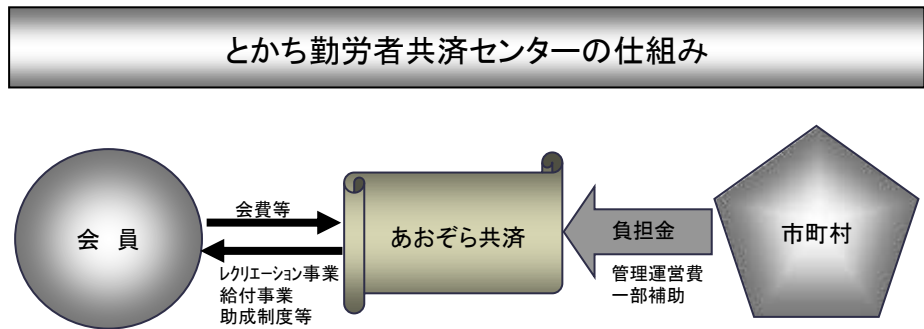 とかち勤労者共済センターの仕組み
会 員
会費等
レクリエーション事業
給付事業
助成制度等
あおぞら共済
負担金
管理運営費
一部補助
市町村